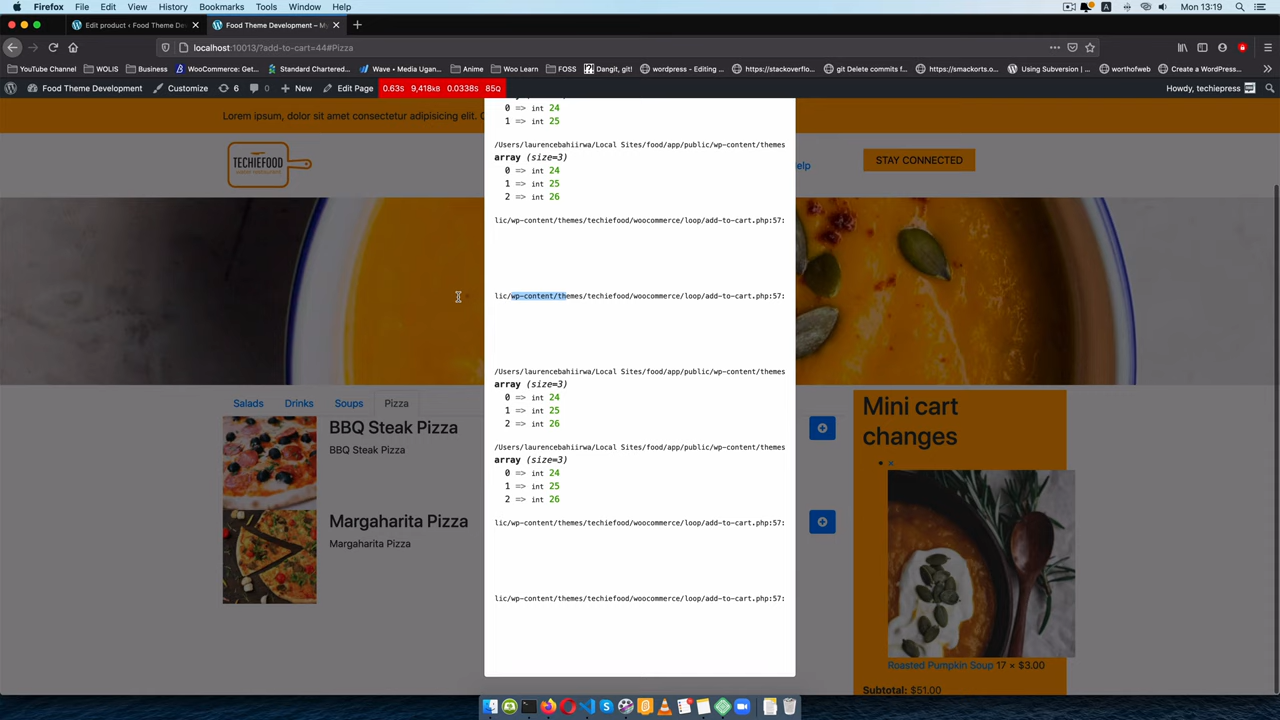 Firefox File Edit View History Bookmarks Tools Window Help Mon 13:19
Edit product ‹ Food Theme De Food Theme Development – My
localhost:10013/?add-to-cart=44#Pizza
YouTube Channel WOLIS Business WooCommerce: Get... Standard Chartered... Wave – Media Ugan... Anime Woo Learn FOSS Dangit, git! wordpress - Editing ... https://stackoverflo... git Delete commits f... https://smackorts.o... Using Subversion |... worthofweb Create a WordPress...
Food Theme Development Customize 6 0 New Edit Page 0.63S 9,418kB 0.0338S 85Q Howdy, techiepress
Lorem ipsum, dolor sit amet consectetur adipisicing elit.
TECHIEFOOD
elp
STAY CONNECTED
0 => int 24
1 => int 25
/Users/laurencebahiirwa/Local Sites/food/app/public/wp-content/themes
array (size=3)
0 => int 24
1 => int 25
2 => int 26
lic/wp-content/themes/techiefood/woocommerce/loop/add-to-cart.php:57:
lic/wp-content/themes/techiefood/woocommerce/loop/add-to-cart.php:57:
/Users/laurencebahiirwa/Local Sites/food/app/public/wp-content/themes
array (size=3)
0 => int 24
1 => int 25
2 => int 26
/Users/laurencebahiirwa/Local Sites/food/app/public/wp-content/themes
array (size=3)
0 => int 24
1 => int 25
2 => int 26
lic/wp-content/themes/techiefood/woocommerce/loop/add-to-cart.php:57:
lic/wp-content/themes/techiefood/woocommerce/loop/add-to-cart.php:57:
Salads Drinks Soups Pizza
BBQ Steak Pizza
BBQ Steak Pizza
Margaharita Pizza
Margaharita Pizza
Mini cart
changes
×
Roasted Pumpkin Soup 17 × $3.00
Subtotal: $51.00